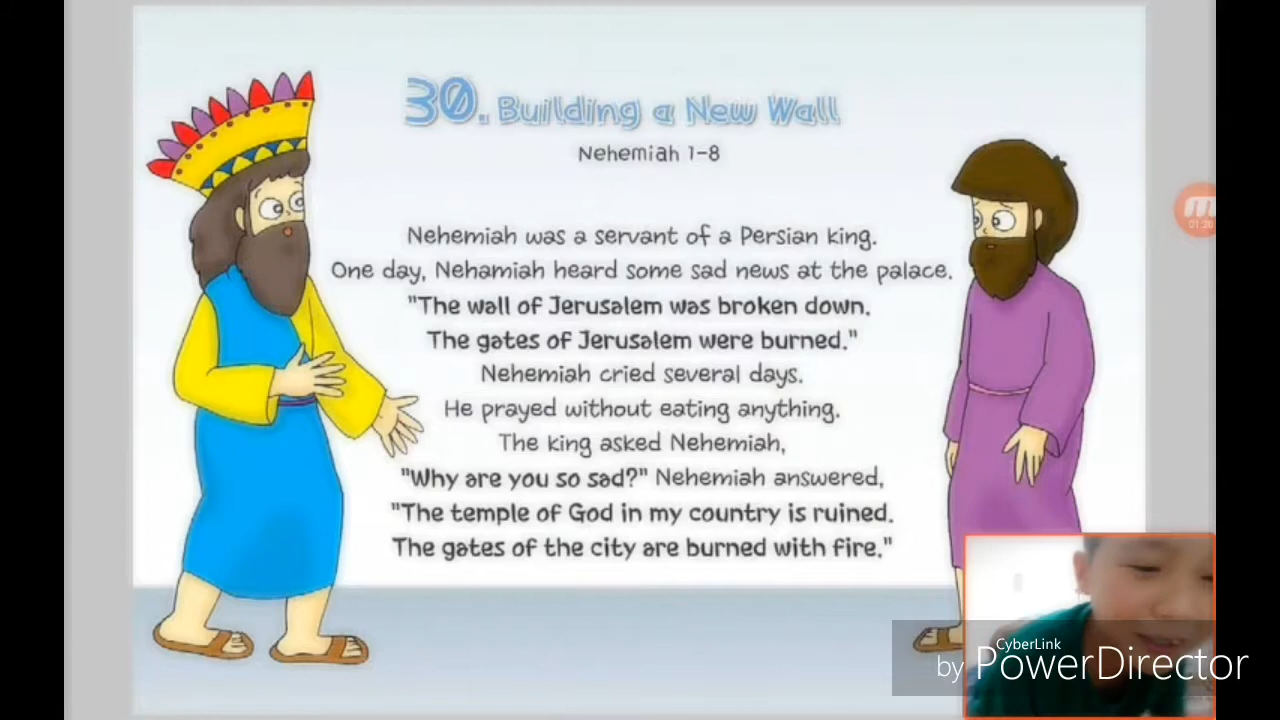 30. Building a New Wall
Nehemiah 1-8
Nehemiah was a servant of a Persian king.
One day, Nehamiah heard some sad news at the palace.
"The wall of Jerusalem was broken down.
The gates of Jerusalem were burned."
Nehemiah cried several days.
He prayed without eating anything.
The king asked Nehemiah,
"Why are you so sad?" Nehemiah answered,
"The temple of God in my country is ruined.
The gates of the city are burned with fire."
01:20
CyberLink
by PowerDirector